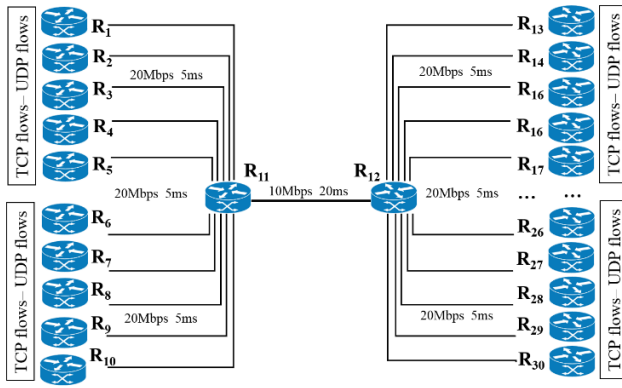 TCP flows– UDP flows
R1
R2
20Mbps 5ms
R3
R4
R5
20Mbps 5ms
R6
R7
R8
20Mbps 5ms
R9
R10
TCP flows– UDP flows
R11
10Mbps 20ms
R12
R13
R14
20Mbps 5ms
R16
R16
R17
20Mbps 5ms
... ...
R26
R27
R28
20Mbps 5ms
R29
R30
TCP flows– UDP flows
TCP flows– UDP flows